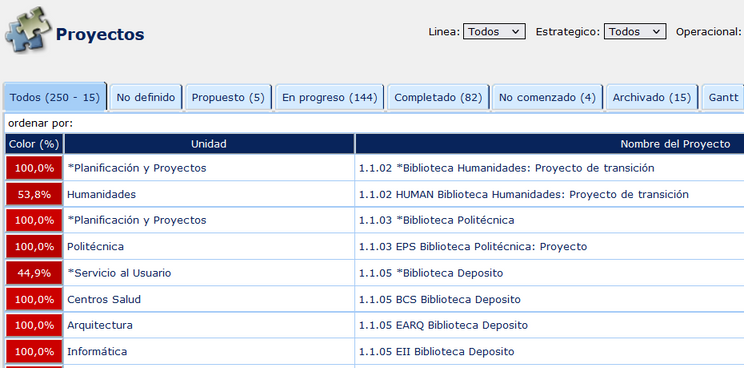 Proyectos
Linea: Todos Estrategico: Todos Operacional:
Todos (250 - 15) No definido Propuesto (5) En progreso (144) Completado (82) No comenzado (4) Archivado (15) Gantt
ordenar por:
Color (%) Unidad Nombre del Proyecto
100,0% *Planificación y Proyectos 1.1.02 *Biblioteca Humanidades: Proyecto de transición
53,8% Humanidades 1.1.02 HUMAN Biblioteca Humanidades: Proyecto de transición
100,0% *Planificación y Proyectos 1.1.03 *Biblioteca Politécnica
100,0% Politécnica 1.1.03 EPS Biblioteca Politécnica: Proyecto
44,9% *Servicio al Usuario 1.1.05 *Biblioteca Deposito
100,0% Centros Salud 1.1.05 BCS Biblioteca Deposito
100,0% Arquitectura 1.1.05 EARQ Biblioteca Deposito
100,0% Informática 1.1.05 EII Biblioteca Deposito